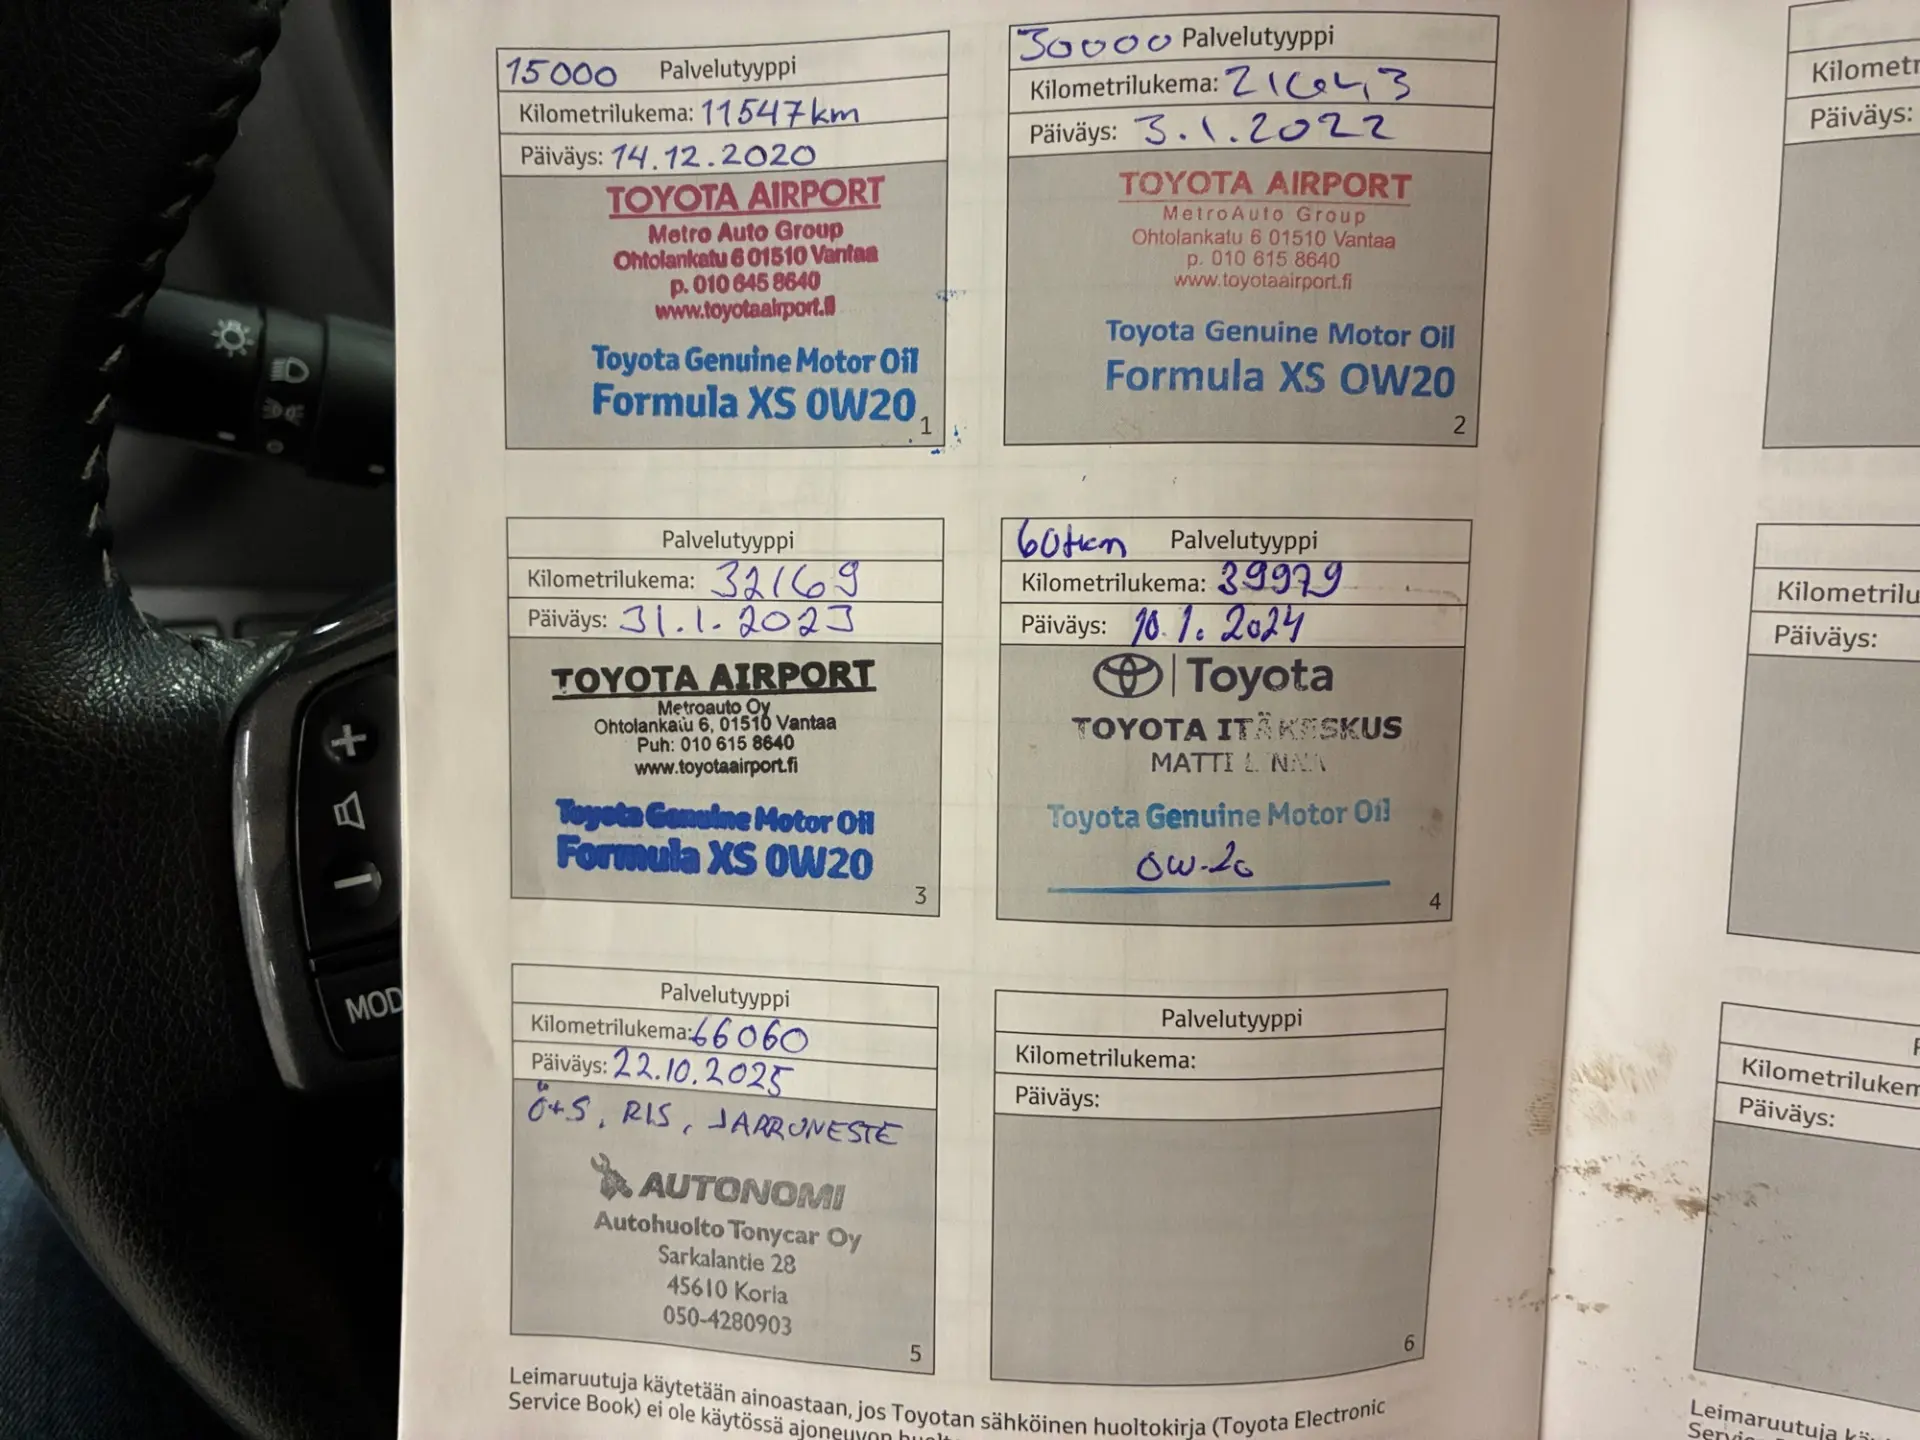 15000 Palvelutyyppi
Kilometrilukema: 11547km
Päiväys: 14.12.2020
TOYOTA AIRPORT
Metro Auto Group
Ohtolankatu 6 01510 Vantaa
p. 010 645 8640
www.toyotaairport.fi
Toyota Genuine Motor Oil
Formula XS 0W20
1
30000 Palvelutyyppi
Kilometrilukema:
Päiväys: 3.1.2022
TOYOTA AIRPORT
MetroAuto Group
Ohtolankatu 6 01510 Vantaa
p. 010 615 8640
www.toyotaairport.fi
Toyota Genuine Motor Oil
Formula XS 0W20
2
Palvelutyyppi
Kilometrilukema: 32169
Päiväys: 31.1.2023
TOYOTA AIRPORT
Metroauto Oy
Ohtolankatu 6, 01510 Vantaa
Puh: 010 615 8640
www.toyotaairport.fi
Toyota Genuine Motor Oil
Formula XS 0W20
3
60tkm Palvelutyyppi
Kilometrilukema: 39979
Päiväys: 10.1.2024
Toyota
TOYOTA ITÄKESKUS
MATTI
Toyota Genuine Motor Oil
0W-20
4
Palvelutyyppi
Kilometrilukema: 66060
Päiväys: 22.10.2025
Ö+S, RIS, JARRUNESTE
AUTONOMI
Autohuolto Tonycar Oy
Sarkalantie 28
45610 Koria
050-4280903
5
Palvelutyyppi
Kilometrilukema:
Päiväys:
6
Leimaruutuja käytetään ainoastaan, jos Toyotan sähköinen huoltokirja (Toyota Electronic
Service Book) ei ole käytössä ajoneuvon
Päiväys:
Päiväys:
Päiväys:
Leimaruutuja
MOD